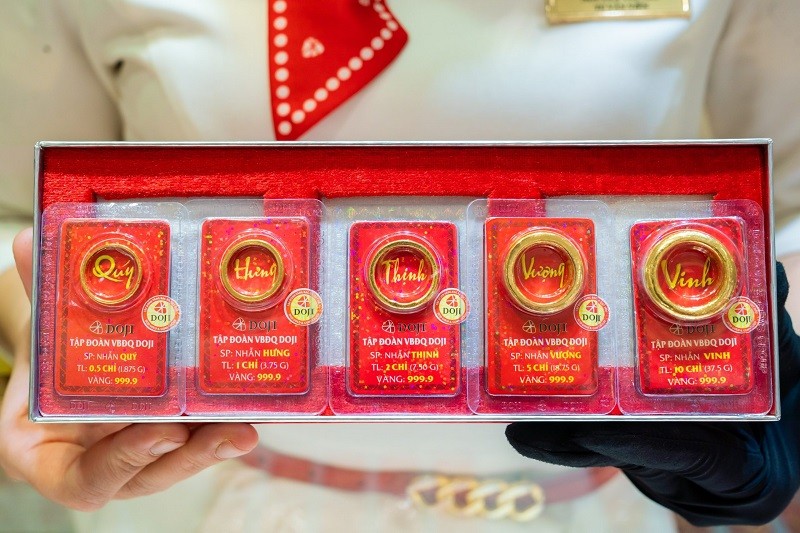 Quý
DOJI
DOJI
TẬP ĐOÀN VBĐQ DOJI
SP: NHẪN QUÝ
TL: 0.5 CHỈ (1.875 G)
VÀNG: 999.9
Hưng
DOJI
DOJI
TẬP ĐOÀN VBĐQ DOJI
SP: NHẪN HƯNG
TL: 1 CHỈ (3.75 G)
VÀNG: 999.9
Thịnh
DOJI
DOJI
TẬP ĐOÀN VBĐQ DOJI
SP: NHẪN THỊNH
TL: 2 CHỈ (7.50 G)
VÀNG: 999.9
Vượng
DOJI
DOJI
TẬP ĐOÀN VBĐQ DOJI
SP: NHẪN VƯỢNG
TL: 5 CHỈ (18.75 G)
VÀNG: 999.9
Vinh
DOJI
DOJI
TẬP ĐOÀN VBĐQ DOJI
SP: NHẪN VINH
TL: 10 CHỈ (37.5 G)
VÀNG: 999.9